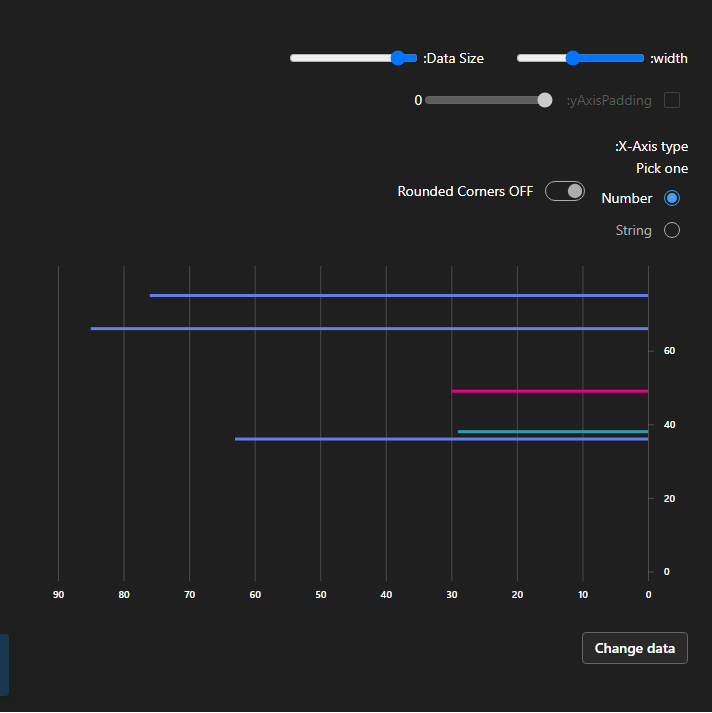 :width
:Data Size
:yAxisPadding
0
:X-Axis type
Pick one
Number
Rounded Corners OFF
String
60
40
20
0
90 80 70 60 50 40 30 20 10 0
Change data